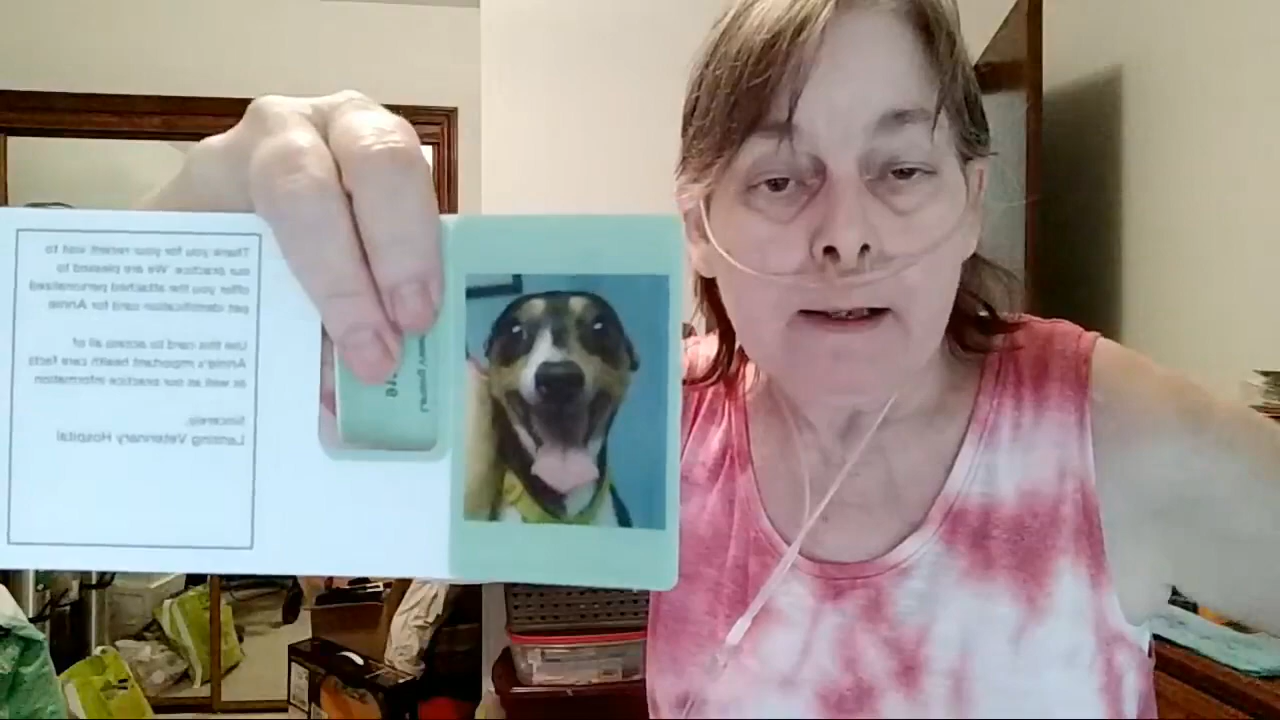 Thank you for your recent visit to
our practice. We are pleased to
offer you the attached personalized
pet identification card for Annie
Use this card to access all of
Annie's important health care facts
as well as our practice information
Sincerely,
Lansing Veterinary Hospital